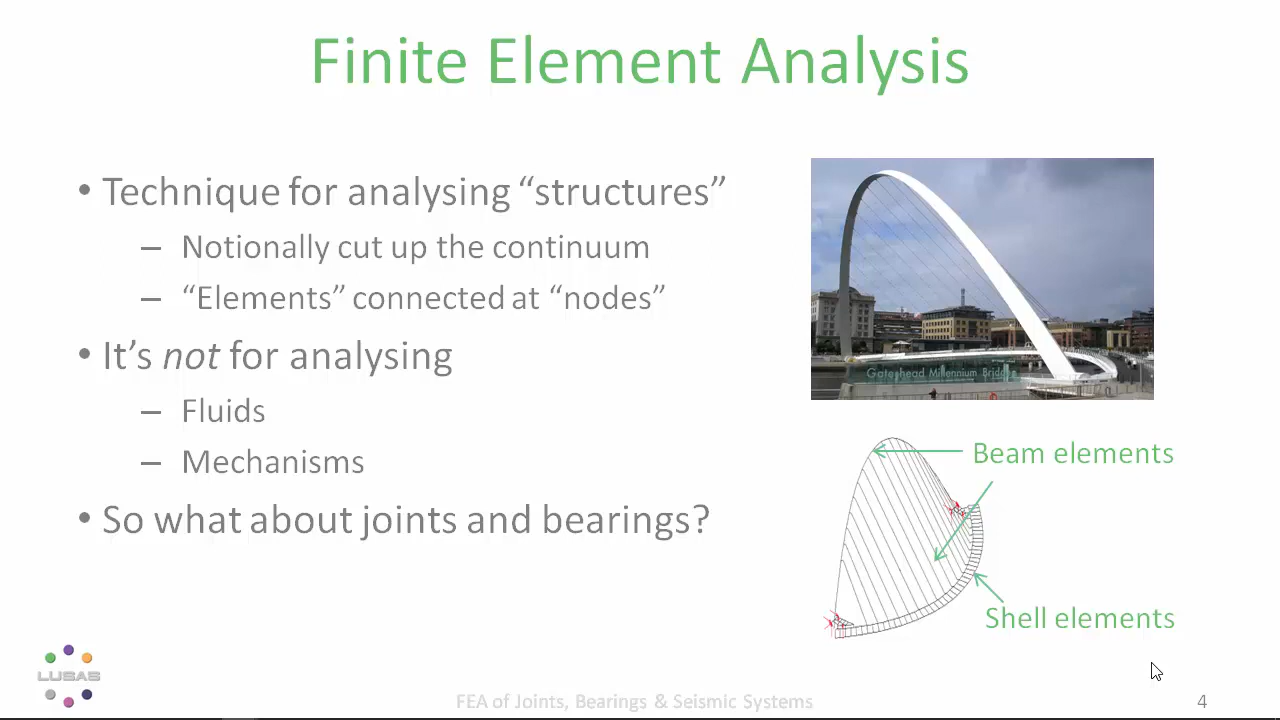 Finite Element Analysis
• Technique for analysing “structures”
– Notionally cut up the continuum
– “Elements” connected at “nodes”
• It’s not for analysing
– Fluids
– Mechanisms
• So what about joints and bearings?
Gateshead Millennium Bridge
Beam elements
Shell elements
LUSAS
FEA of Joints, Bearings & Seismic Systems
4